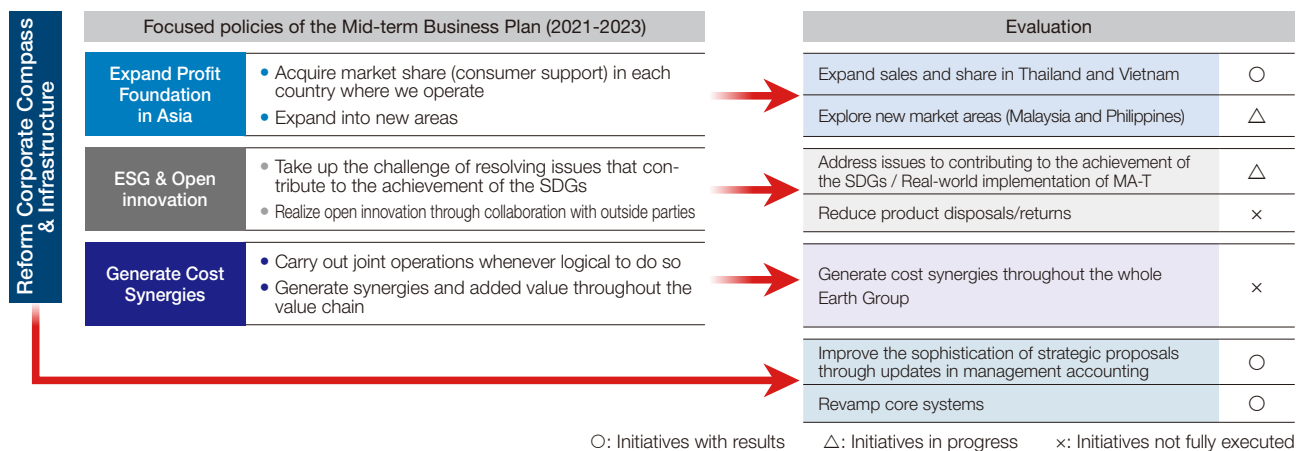 Reform Corporate Compass
& Infrastructure
Focused policies of the Mid-term Business Plan (2021-2023)
Evaluation
Expand Profit
Foundation
in Asia
• Acquire market share (consumer support) in each
country where we operate
• Expand into new areas
Expand sales and share in Thailand and Vietnam ○
Explore new market areas (Malaysia and Philippines) △
ESG & Open
innovation
• Take up the challenge of resolving issues that con-
tribute to the achievement of the SDGs
• Realize open innovation through collaboration with outside parties
Address issues to contributing to the achievement of
the SDGs / Real-world implementation of MA-T △
Reduce product disposals/returns ×
Generate Cost
Synergies
• Carry out joint operations whenever logical to do so
• Generate synergies and added value throughout the
value chain
Generate cost synergies throughout the whole
Earth Group ×
Improve the sophistication of strategic proposals
through updates in management accounting ○
Revamp core systems ○
○: Initiatives with results △: Initiatives in progress ×: Initiatives not fully executed